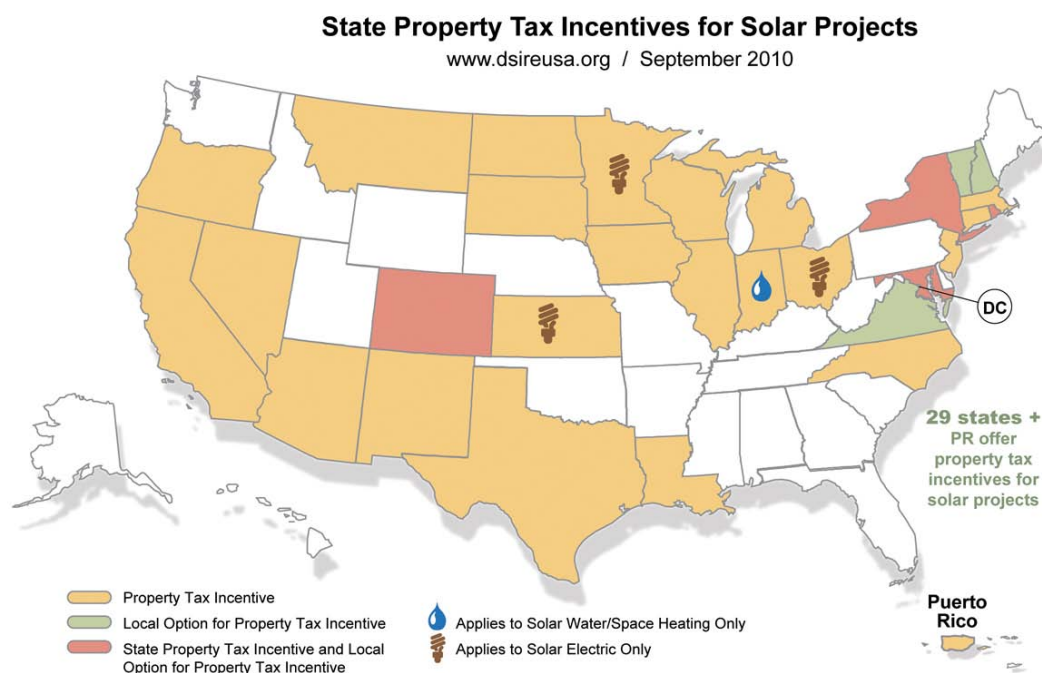 State Property Tax Incentives for Solar Projects
www.dsireusa.org / September 2010
DC
29 states +
PR offer
property tax
incentives for
solar projects
Property Tax Incentive
Local Option for Property Tax Incentive
State Property Tax Incentive and Local
Option for Property Tax Incentive
Applies to Solar Water/Space Heating Only
Applies to Solar Electric Only
Puerto
Rico